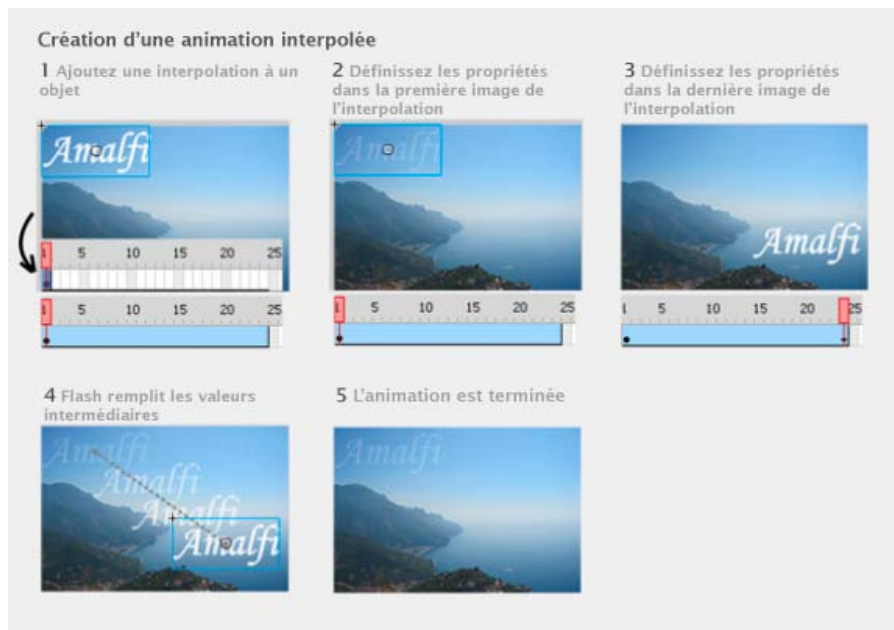 Création d'une animation interpolée
1 Ajoutez une interpolation à un
objet
2 Définissez les propriétés
dans la première image de
l'interpolation
3 Définissez les propriétés
dans la dernière image de
l'interpolation
Amalfi
1 5 10 15 20 25
1 5 10 15 20 25
Amalfi
1 5 10 15 20 25
Amalfi
1 5 10 15 20 25
4 Flash remplit les valeurs
intermédiaires
5 L'animation est terminée
Amalfi
Amalfi
Amalfi
Amalfi
Amalfi